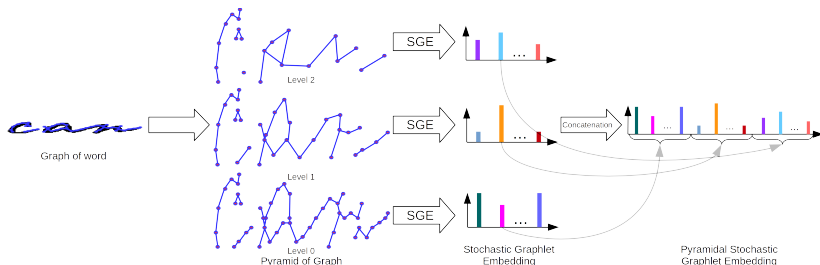 Level 2
SGE
...
Graph of word
Level 1
SGE
...
Concatenation
... ... ...
Level 0
Pyramid of Graph
SGE
...
Stochastic Graphlet
Embedding
Pyramidal Stochastic
Graphlet Embedding